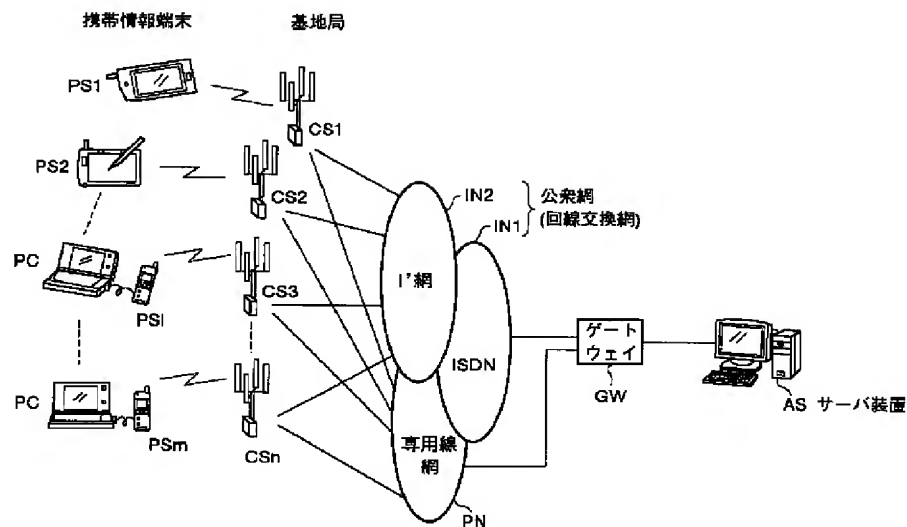 携帯情報端末
基地局
PS1
CS1
PS2
CS2
IN2
公衆網
(回線交換網)
IN1
PC
PSl
CS3
I'網
ISDN
ゲート
ウェイ
GW
AS サーバ装置
PC
PSm
CSn
専用線
網
PN